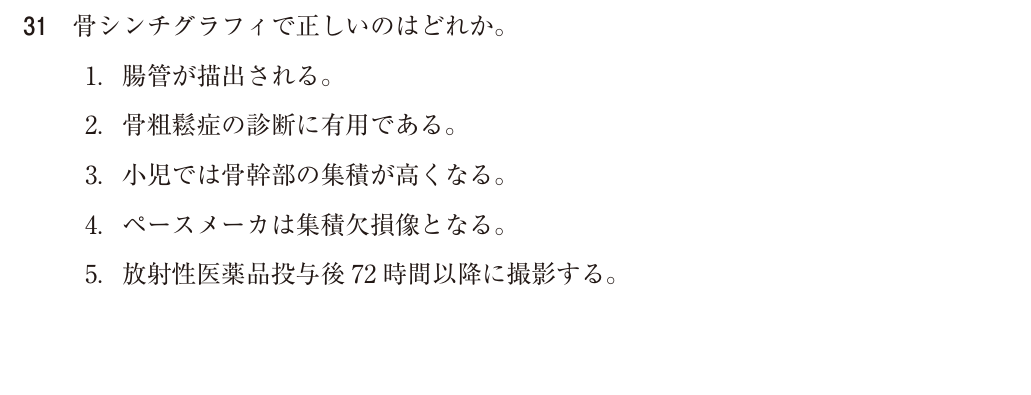 31 骨シンチグラフィで正しいのはどれか。
1. 腸管が描出される。
2. 骨粗鬆症の診断に有用である。
3. 小児では骨幹部の集積が高くなる。
4. ペースメーカは集積欠損像となる。
5. 放射性医薬品投与後 72 時間以降に撮影する。